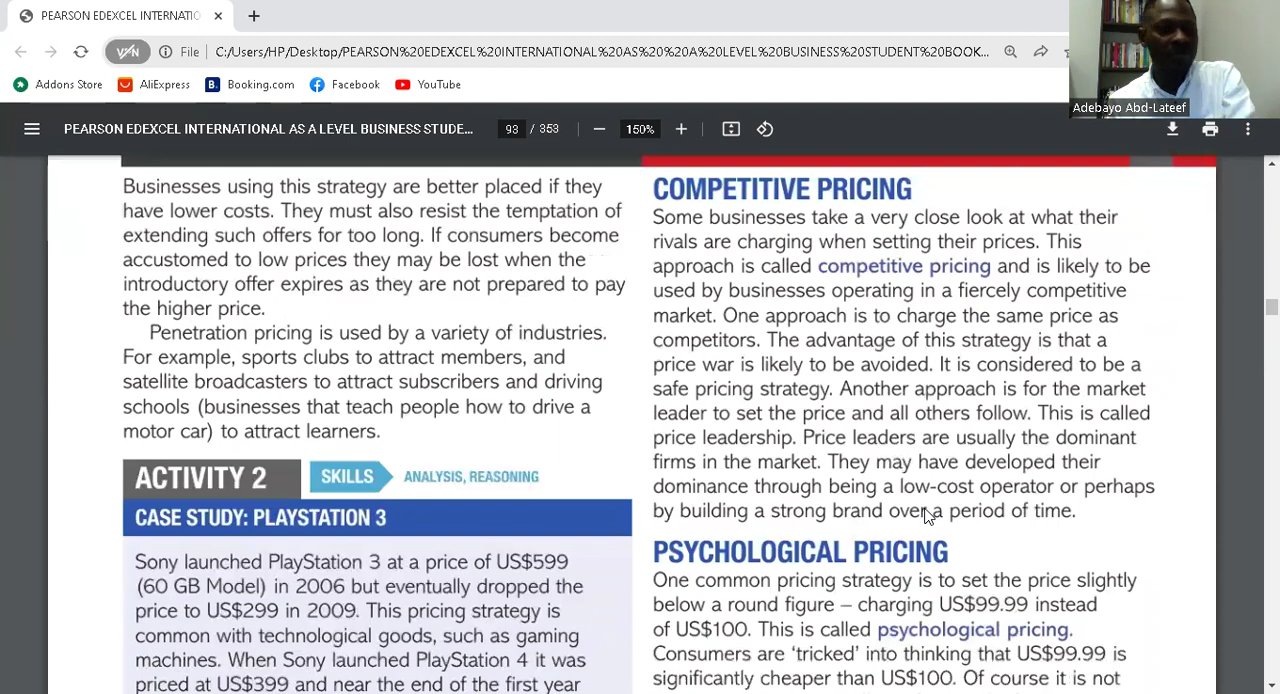 PEARSON EDEXCEL INTERNATIO
File
C:/Users/HP/Desktop/PEARSON%20EDEXCEL%20INTERNATIONAL%20AS%20%20A%20LEVEL%20BUSINESS%20STUDENT%20BOOK...
Addons Store
AliExpress
Booking.com
Facebook
YouTube
Adebayo Abd-Lateef
PEARSON EDEXCEL INTERNATIONAL AS A LEVEL BUSINESS STUDE...
93 / 353
150%
Businesses using this strategy are better placed if they
have lower costs. They must also resist the temptation of
extending such offers for too long. If consumers become
accustomed to low prices they may be lost when the
introductory offer expires as they are not prepared to pay
the higher price.
Penetration pricing is used by a variety of industries.
For example, sports clubs to attract members, and
satellite broadcasters to attract subscribers and driving
schools (businesses that teach people how to drive a
motor car) to attract learners.
ACTIVITY 2
SKILLS
ANALYSIS, REASONING
CASE STUDY: PLAYSTATION 3
Sony launched PlayStation 3 at a price of US$599
(60 GB Model) in 2006 but eventually dropped the
price to US$299 in 2009. This pricing strategy is
common with technological goods, such as gaming
machines. When Sony launched PlayStation 4 it was
priced at US$399 and near the end of the first year
COMPETITIVE PRICING
Some businesses take a very close look at what their
rivals are charging when setting their prices. This
approach is called competitive pricing and is likely to be
used by businesses operating in a fiercely competitive
market. One approach is to charge the same price as
competitors. The advantage of this strategy is that a
price war is likely to be avoided. It is considered to be a
safe pricing strategy. Another approach is for the market
leader to set the price and all others follow. This is called
price leadership. Price leaders are usually the dominant
firms in the market. They may have developed their
dominance through being a low-cost operator or perhaps
by building a strong brand over a period of time.
PSYCHOLOGICAL PRICING
One common pricing strategy is to set the price slightly
below a round figure – charging US$99.99 instead
of US$100. This is called psychological pricing.
Consumers are ‘tricked’ into thinking that US$99.99 is
significantly cheaper than US$100. Of course it is not